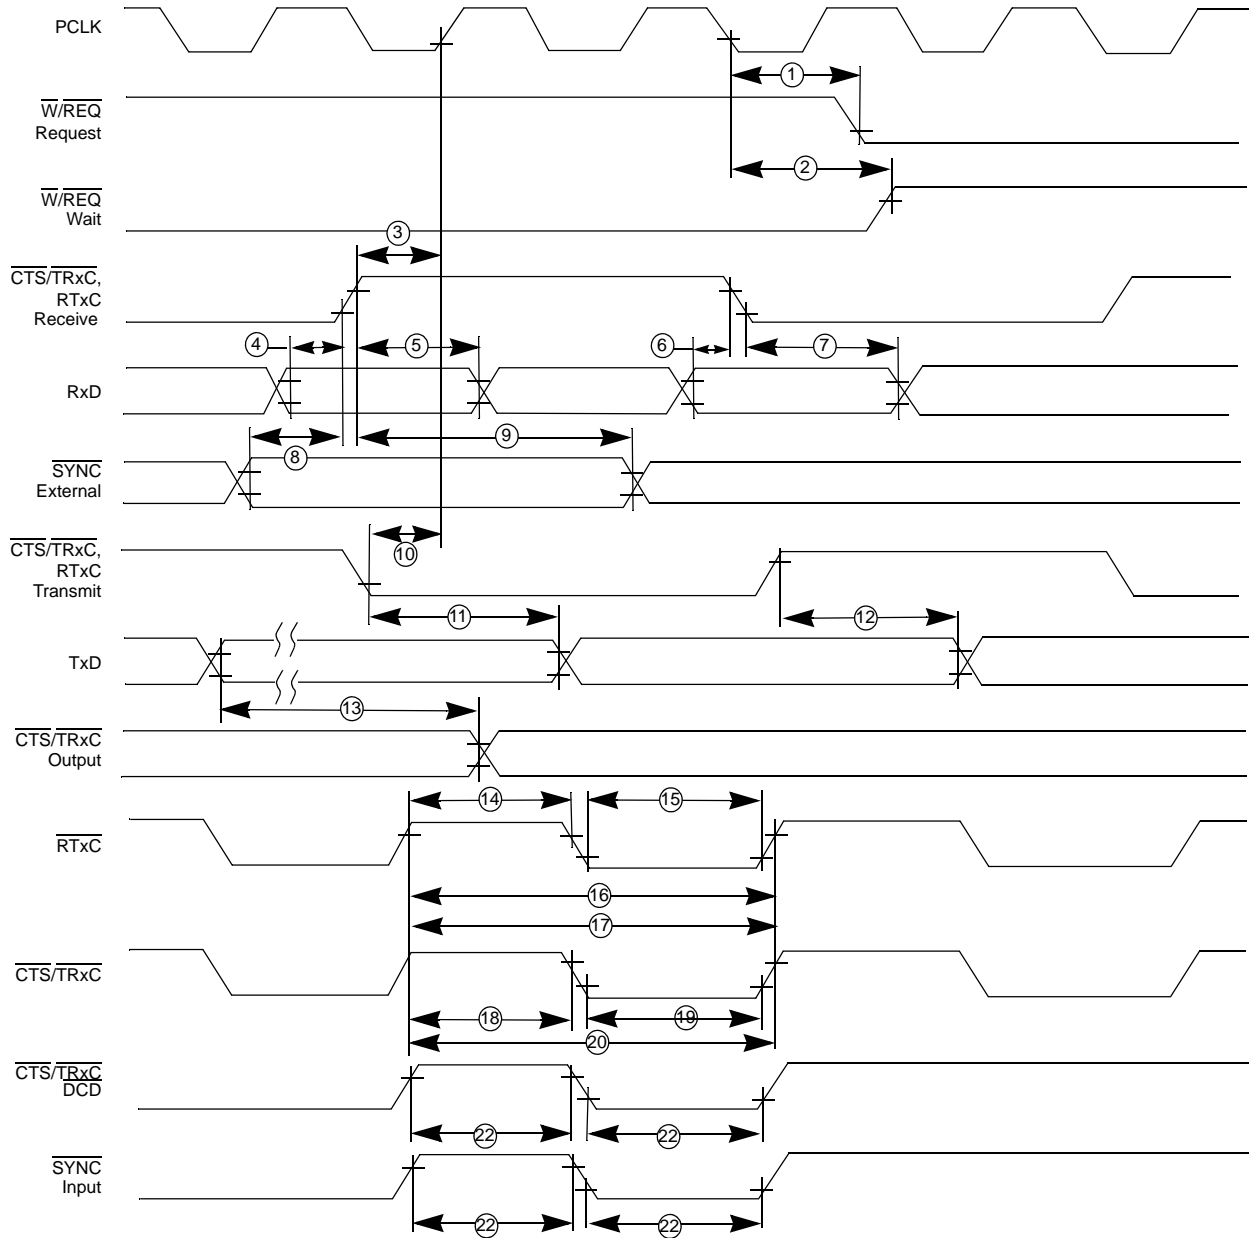 PCLK
1
W/REQ
Request
2
W/REQ
Wait
3
CTS/TRxC,
RTxC
Receive
4
5
6
7
RxD
8
9
SYNC
External
10
CTS/TRxC,
RTxC
Transmit
11
12
TxD
13
CTS/TRxC
Output
14
15
RTxC
16
17
CTS/TRxC
18
19
20
CTS/TRxC
DCD
22
22
SYNC
Input
22
22